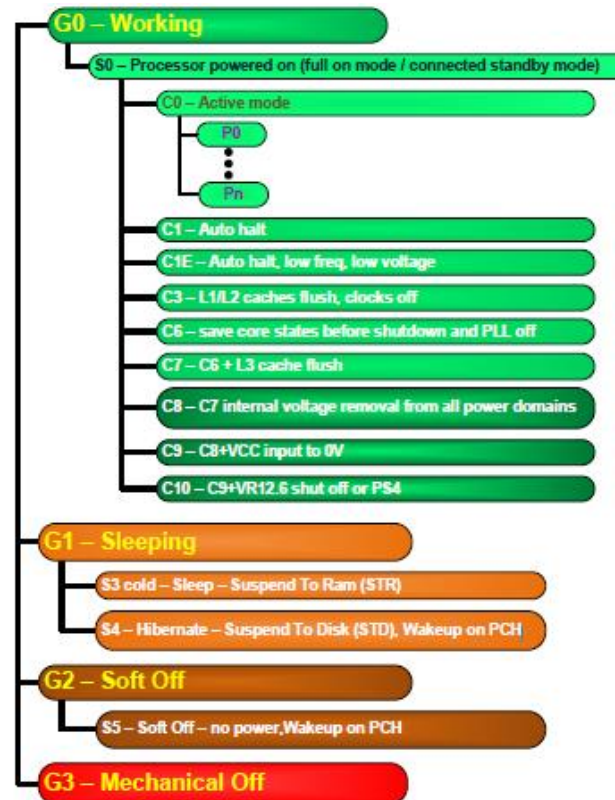 G0 – Working
S0 – Processor powered on (full on mode / connected standby mode)
C0 – Active mode
P0
Pn
C1 – Auto halt
C1E – Auto halt, low freq, low voltage
C3 – L1/L2 caches flush, clocks off
C6 – save core states before shutdown and PLL off
C7 – C6 + L3 cache flush
C8 – C7 internal voltage removal from all power domains
C9 – C8+VCC input to 0V
C10 – C9+VR12.6 shut off or PS4
G1 – Sleeping
S3 cold – Sleep – Suspend To Ram (STR)
S4 – Hibernate – Suspend To Disk (STD), Wakeup on PCH
G2 – Soft Off
S5 – Soft Off – no power,Wakeup on PCH
G3 – Mechanical Off